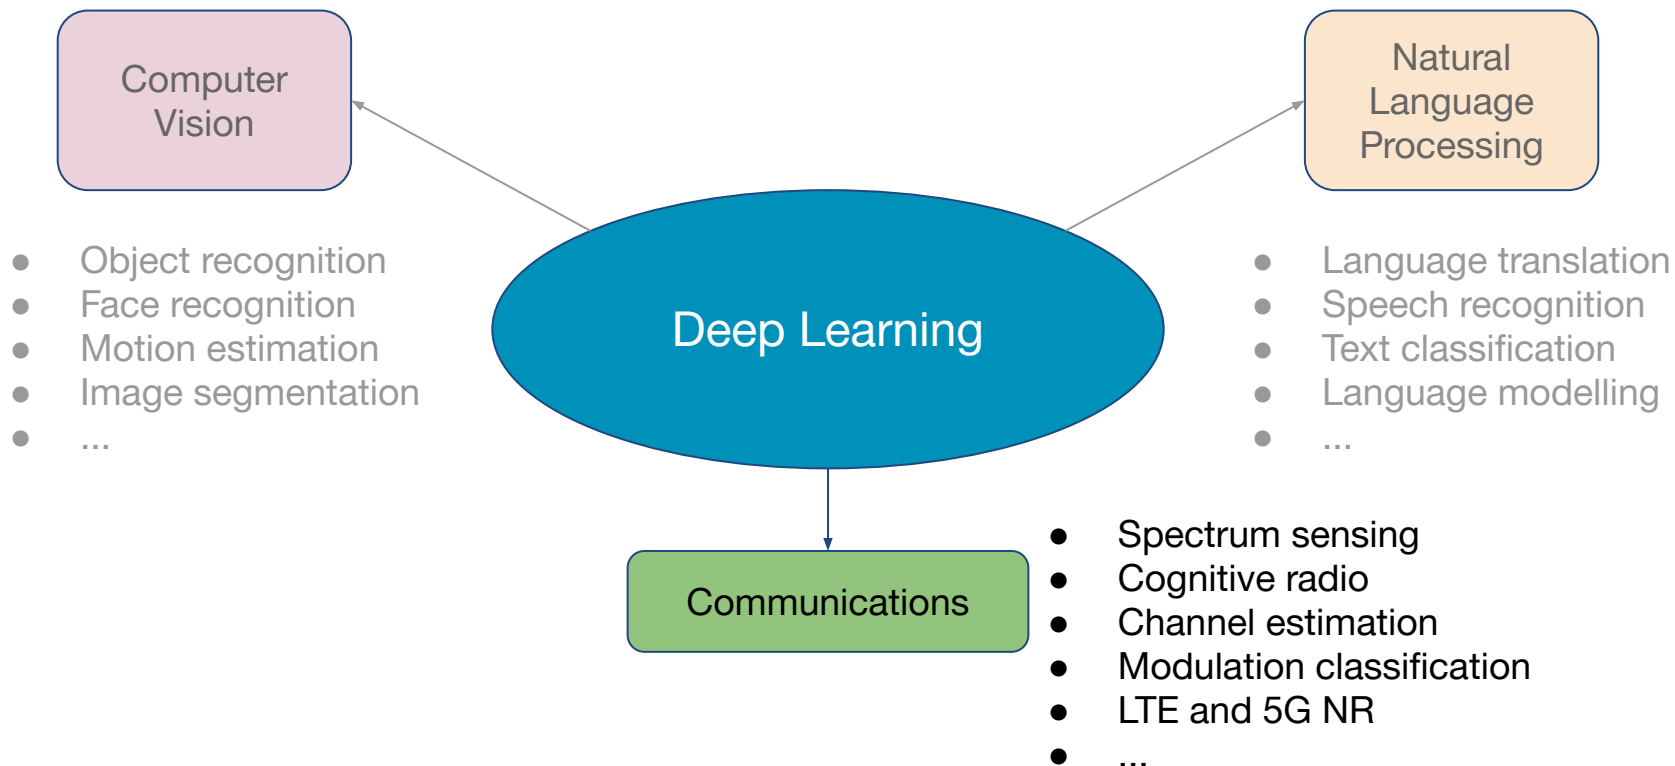 Computer
Vision
Natural
Language
Processing
● Object recognition
● Face recognition
● Motion estimation
● Image segmentation
● ...
Deep Learning
● Language translation
● Speech recognition
● Text classification
● Language modelling
● ...
Communications
● Spectrum sensing
● Cognitive radio
● Channel estimation
● Modulation classification
● LTE and 5G NR
● ...